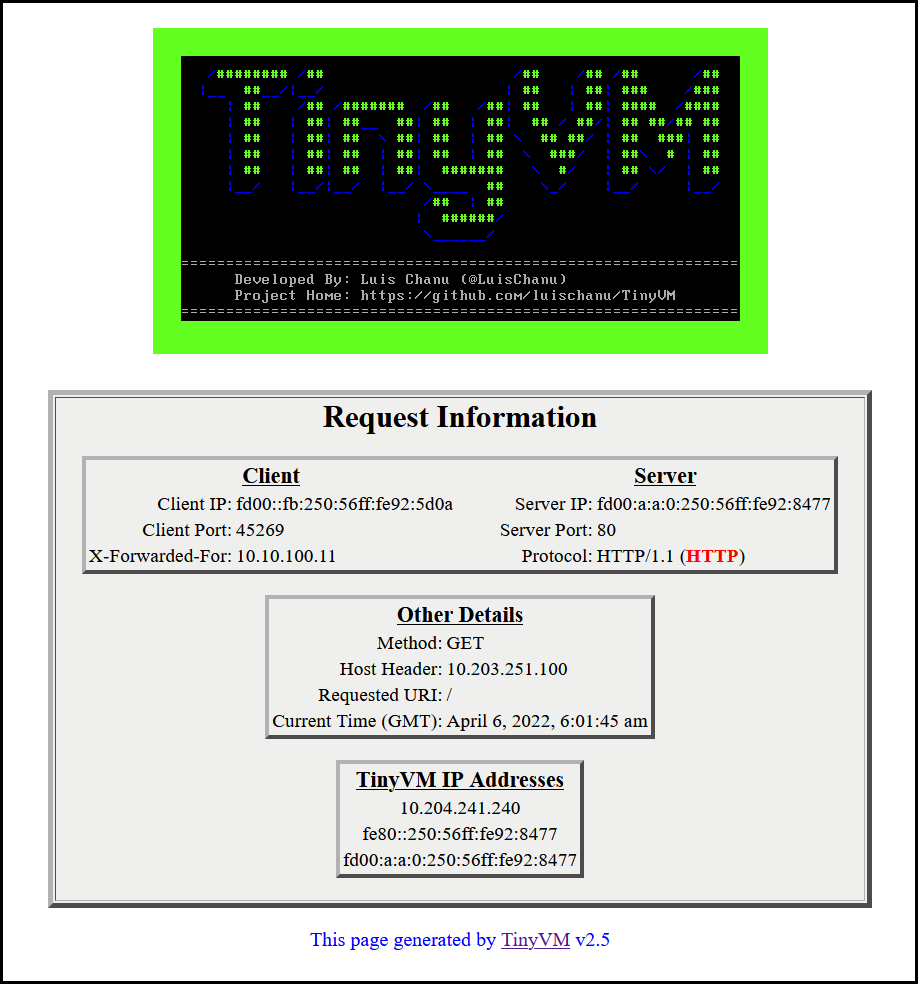 TinyVM
Developed By: Luis Chanu (@LuisChanu)
Project Home: https://github.com/luischanu/TinyVM
Request Information
Client
Client IP: fd00::fb:250:56ff:fe92:5d0a
Client Port: 45269
X-Forwarded-For: 10.10.100.11
Server
Server IP: fd00:a:a:0:250:56ff:fe92:8477
Server Port: 80
Protocol: HTTP/1.1 (HTTP)
Other Details
Method: GET
Host Header: 10.203.251.100
Requested URI: /
Current Time (GMT): April 6, 2022, 6:01:45 am
TinyVM IP Addresses
10.204.241.240
fe80::250:56ff:fe92:8477
fd00:a:a:0:250:56ff:fe92:8477
This page generated by TinyVM v2.5